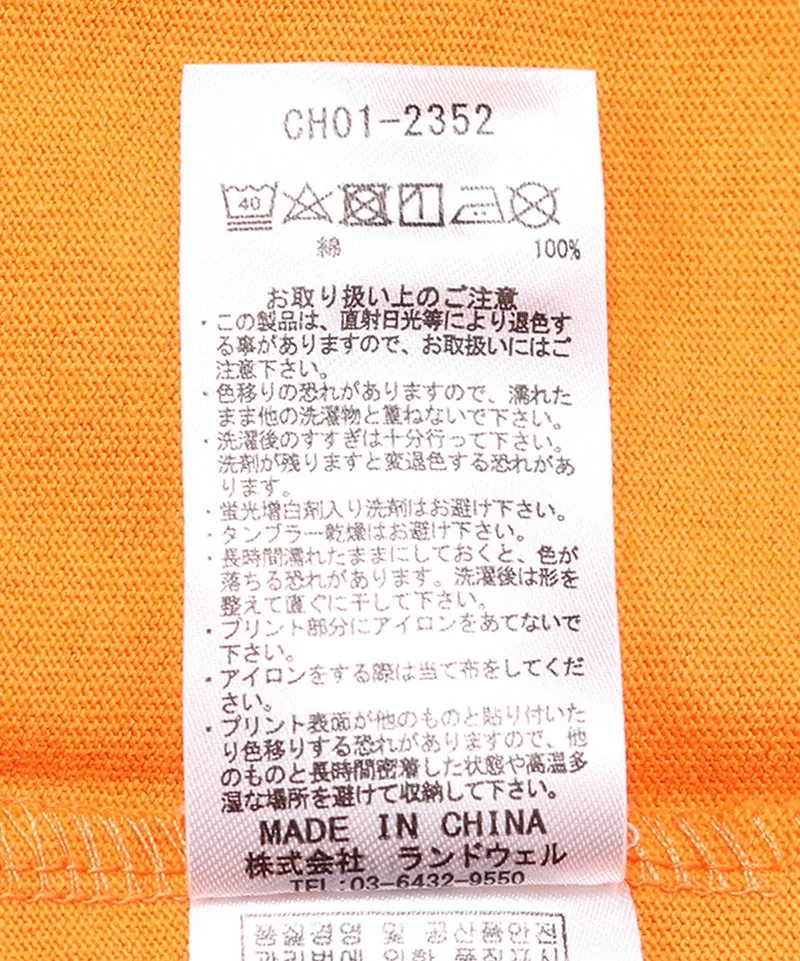 CH01-2352
40
綿 100%
お取り扱い上のご注意
・この製品は、直射日光等により退色す
る事がありますので、お取扱いにはご
注意下さい。
・色移りの恐れがありますので、濡れた
まま他の洗濯物と重ねないで下さい。
・洗濯後のすすぎは十分行って下さい。
洗剤が残りますと変退色する恐れがあ
ります。
・蛍光増白剤入り洗剤はお避け下さい。
・タンブラー乾燥はお避け下さい。
・長時間濡れたままにしておくと、色が
落ちる恐れがあります。洗濯後は形を
整えて直ぐに干して下さい。
・プリント部分にアイロンをあてないで
下さい。
・アイロンをする際は当て布をしてくだ
さい。
・プリント表面が他のものと貼り付いた
り色移りする恐れがありますので、他
のものと長時間密着した状態や高温多
湿な場所を避けて収納して下さい。
MADE IN CHINA
株式会社 ランドウェル
TEL:03-6432-9550